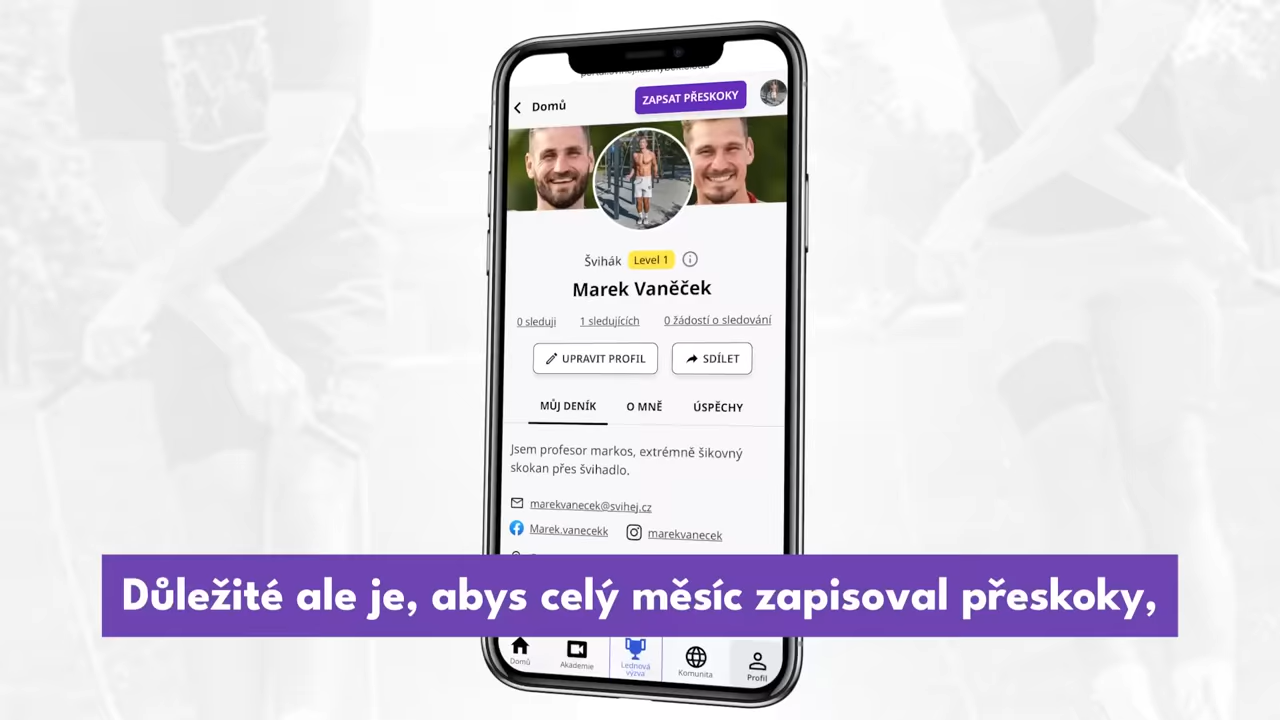 Domů
ZAPSAT PŘESKOKY
Švihák Level 1
Marek Vaněček
0 sleduji 1 sledujících 0 žádostí o sledování
UPRAVIT PROFIL SDÍLET
MŮJ DENÍK O MNĚ ÚSPĚCHY
Jsem profesor markos, extrémně šikovný
skokan přes švihadlo.
marekvanecek@svihej.cz
Marek.vanecekk marekvanecek
Důležité ale je, abys celý měsíc zapisoval přeskoky,
Domů Akademie Lednová výzva Komunita Profil